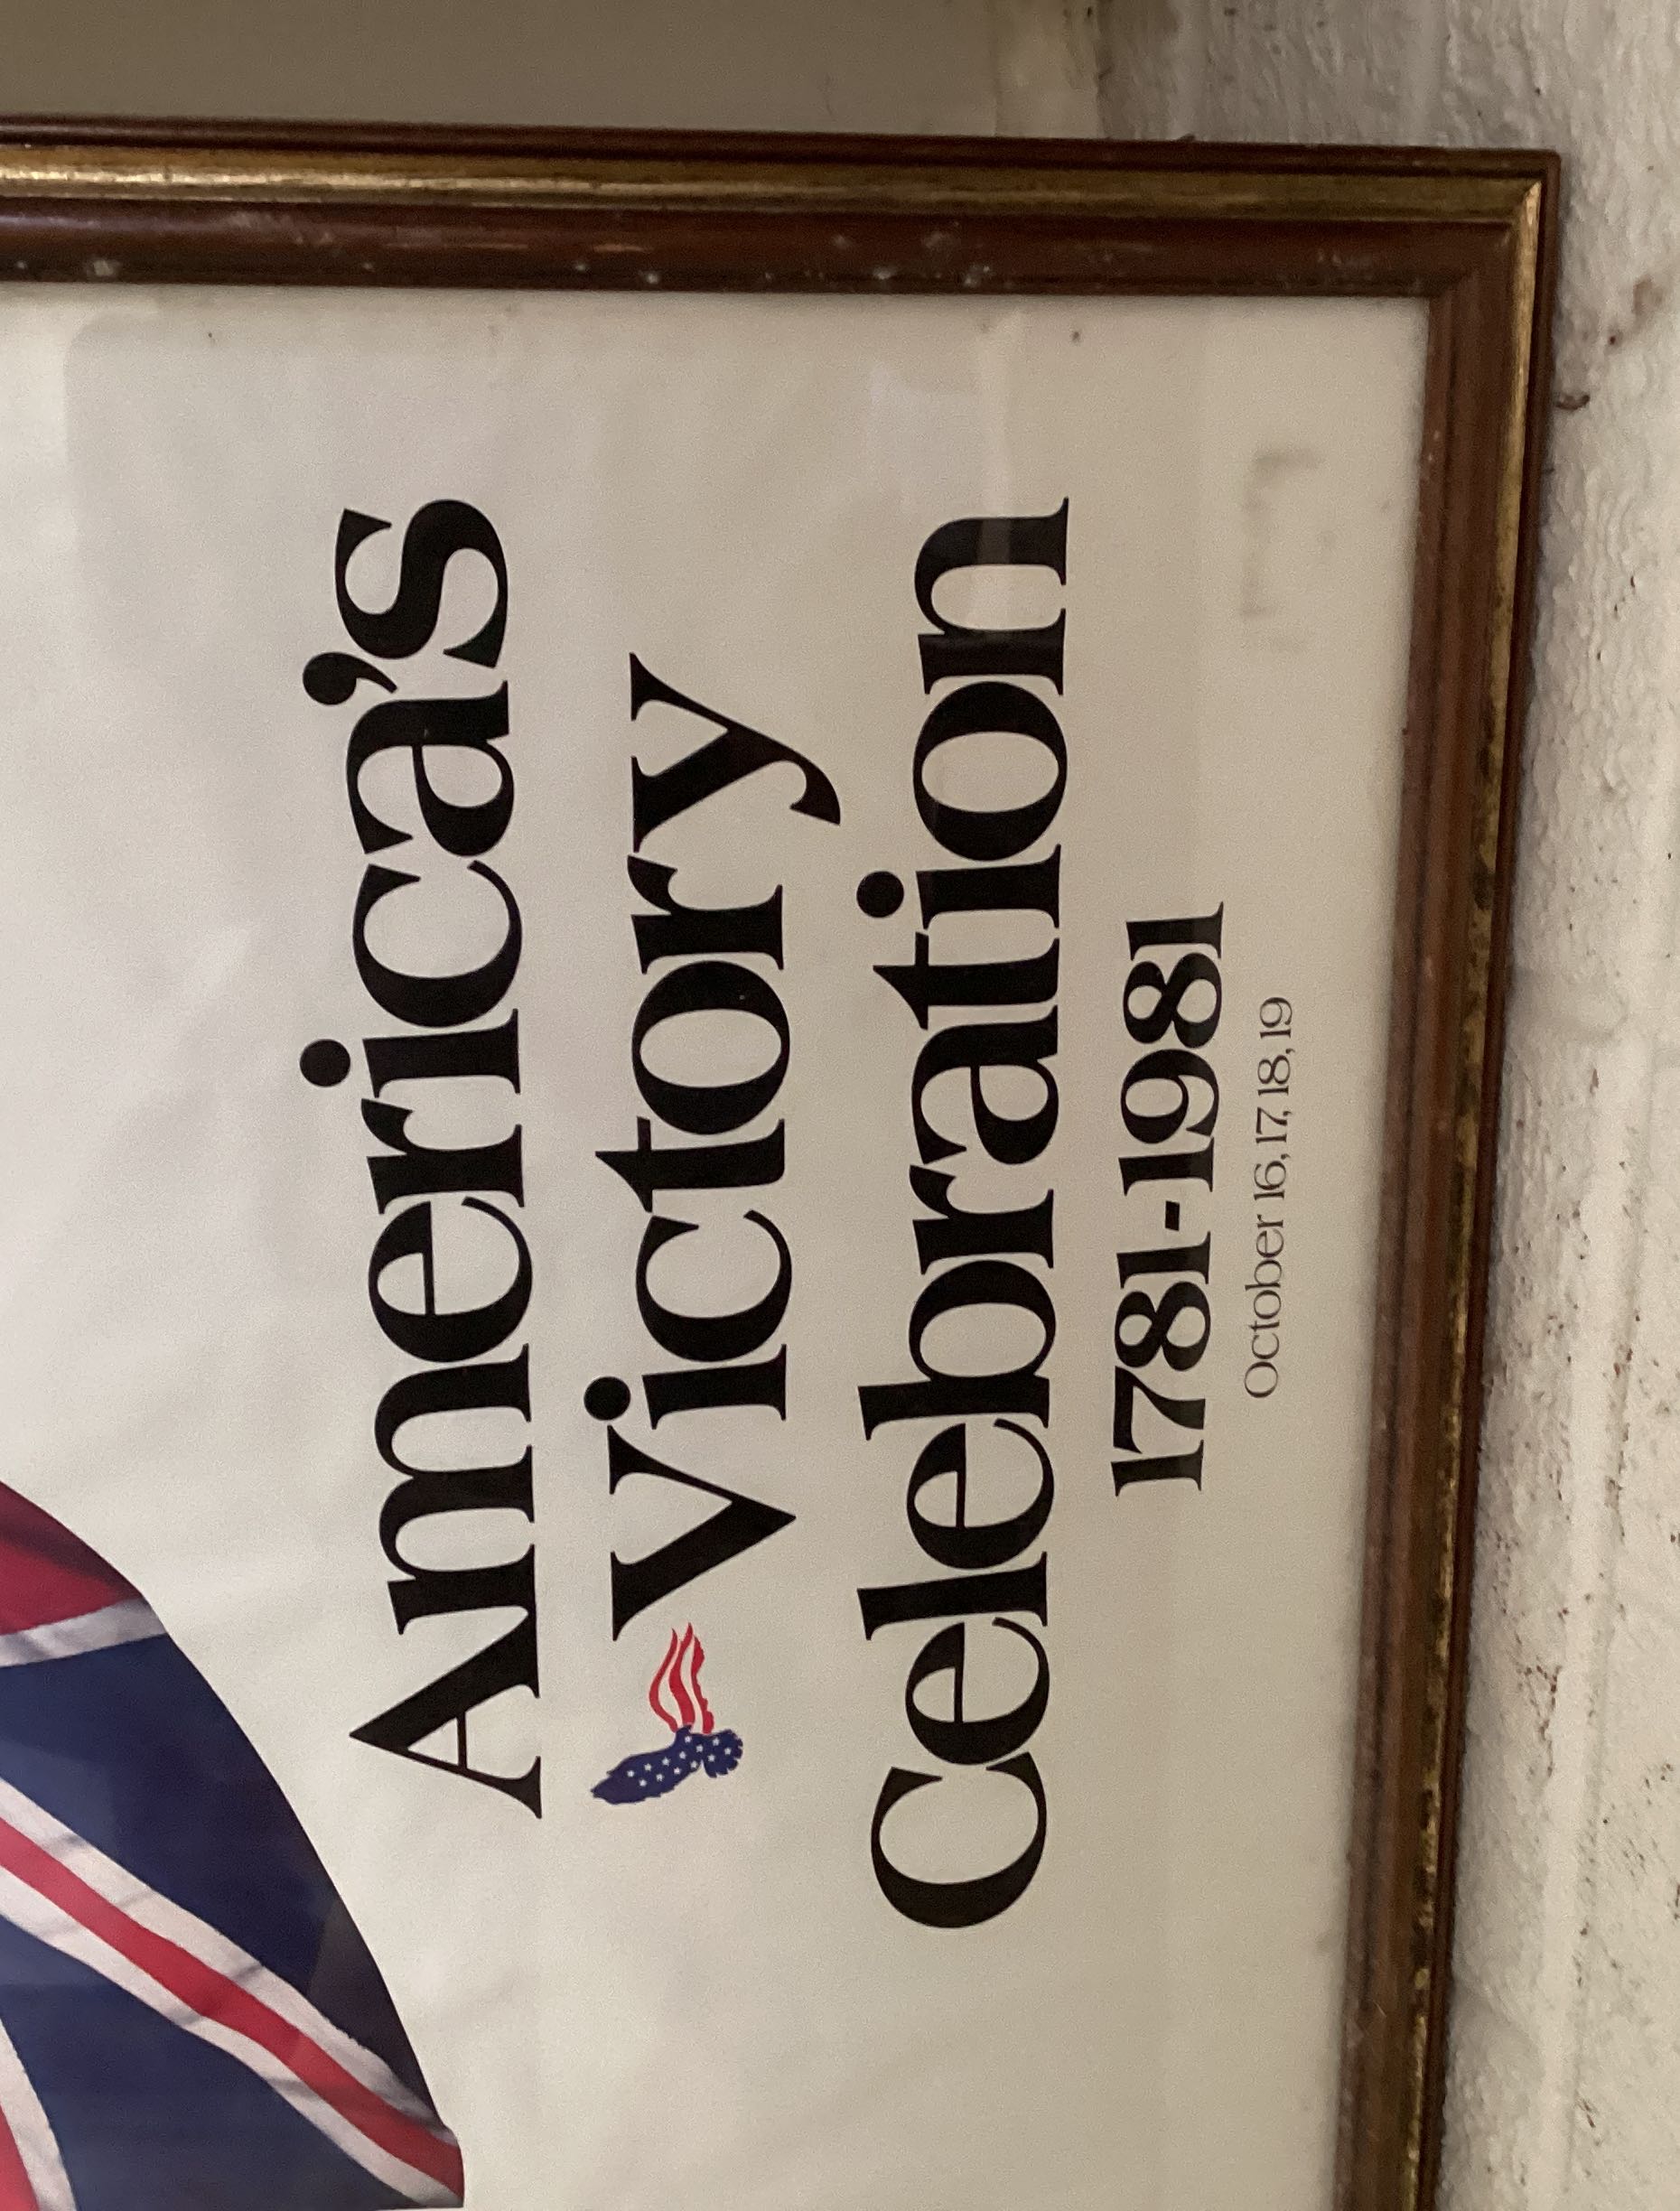 America's
Victory
Celebration
1781-1981
October 16, 17, 18, 19